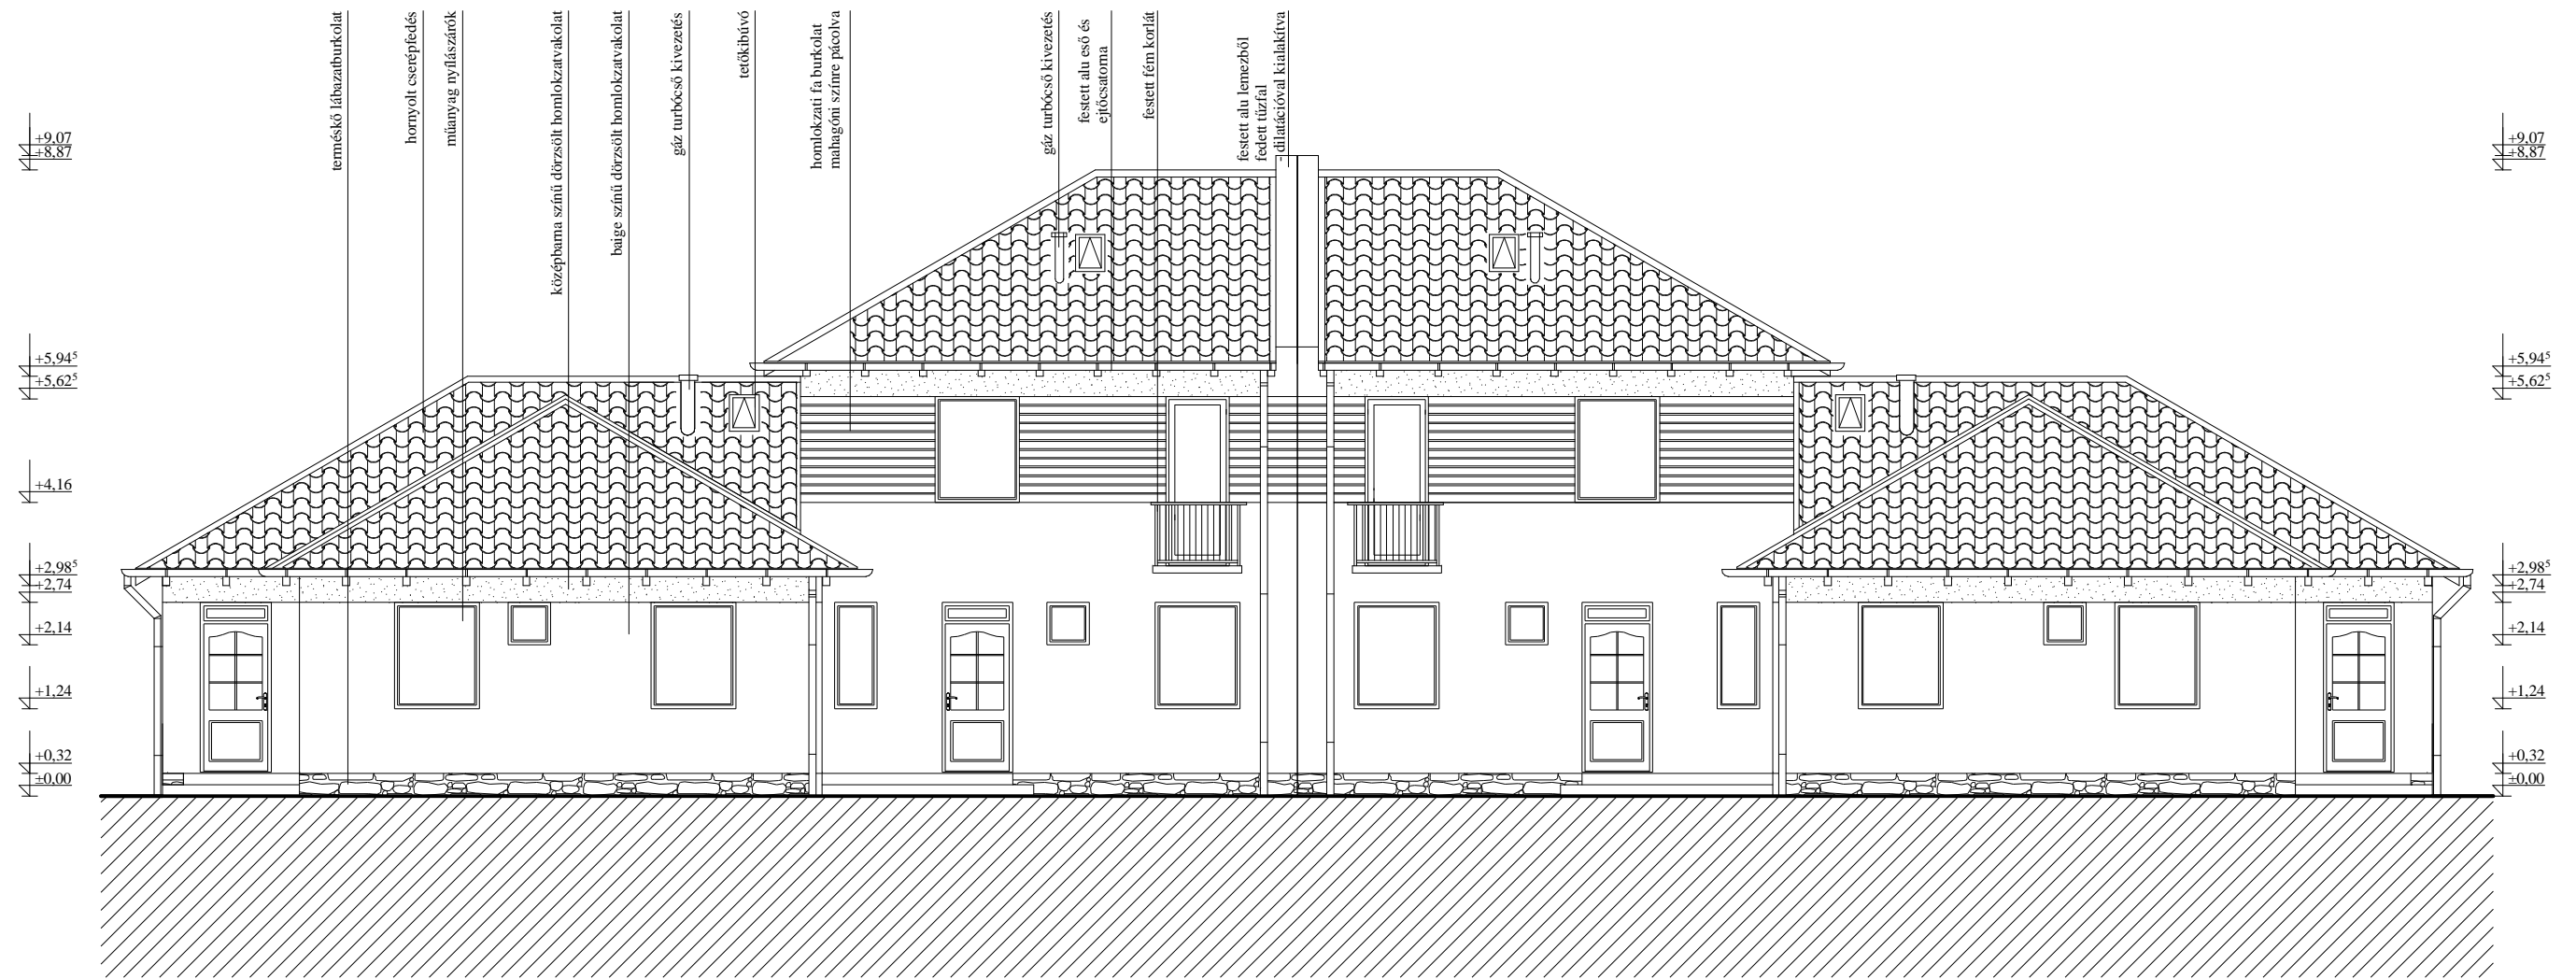 terméskő lábazatburkolat
hornyolt cserépfedés
műanyag nyílászárók
középbarna színű dörzsölt homlokzatvakolat
baige színű dörzsölt homlokzatvakolat
gáz turbócső kivezetés
tetőkibúvó
homlokzati fa burkolat
mahagóni színre pácolva
gáz turbócső kivezetés
festett alu eső és
ejtőcsatorna
festett fém korlát
festett alu lemezből
fedett tűzfal
- dilatációval kialakítva
+9,07
+8,87
+5,94⁵
+5,62⁵
+4,16
+2,98⁵
+2,74
+2,14
+1,24
+0,32
±0,00
+9,07
+8,87
+5,94⁵
+5,62⁵
+2,98⁵
+2,74
+2,14
+1,24
+0,32
±0,00